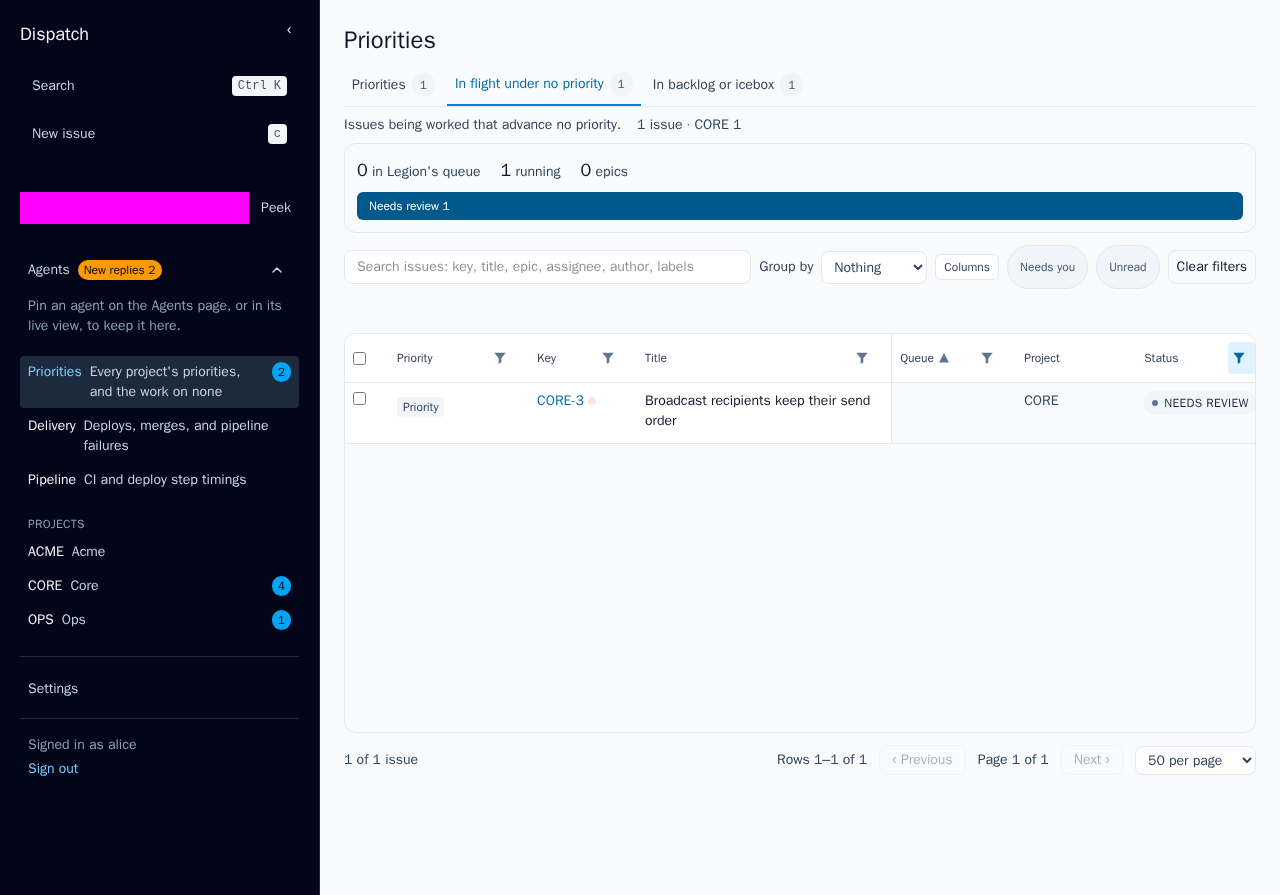 Dispatch
‹
Search
Ctrl K
New issue
C
Peek
Agents
New replies 2
Pin an agent on the Agents page, or in its
live view, to keep it here.
Priorities Every project's priorities,
and the work on none
2
Delivery Deploys, merges, and pipeline
failures
Pipeline CI and deploy step timings
PROJECTS
ACME Acme
CORE Core
4
OPS Ops
1
Settings
Signed in as alice
Sign out
Priorities
Priorities 1
In flight under no priority 1
In backlog or icebox 1
Issues being worked that advance no priority. 1 issue · CORE 1
0 in Legion's queue 1 running 0 epics
Needs review 1
Search issues: key, title, epic, assignee, author, labels
Group by
Nothing
Columns
Needs you
Unread
Clear filters
Priority Key Title Queue Project Status
Priority
CORE-3
Broadcast recipients keep their send
order
CORE
NEEDS REVIEW
1 of 1 issue
Rows 1–1 of 1
‹ Previous
Page 1 of 1
Next ›
50 per page